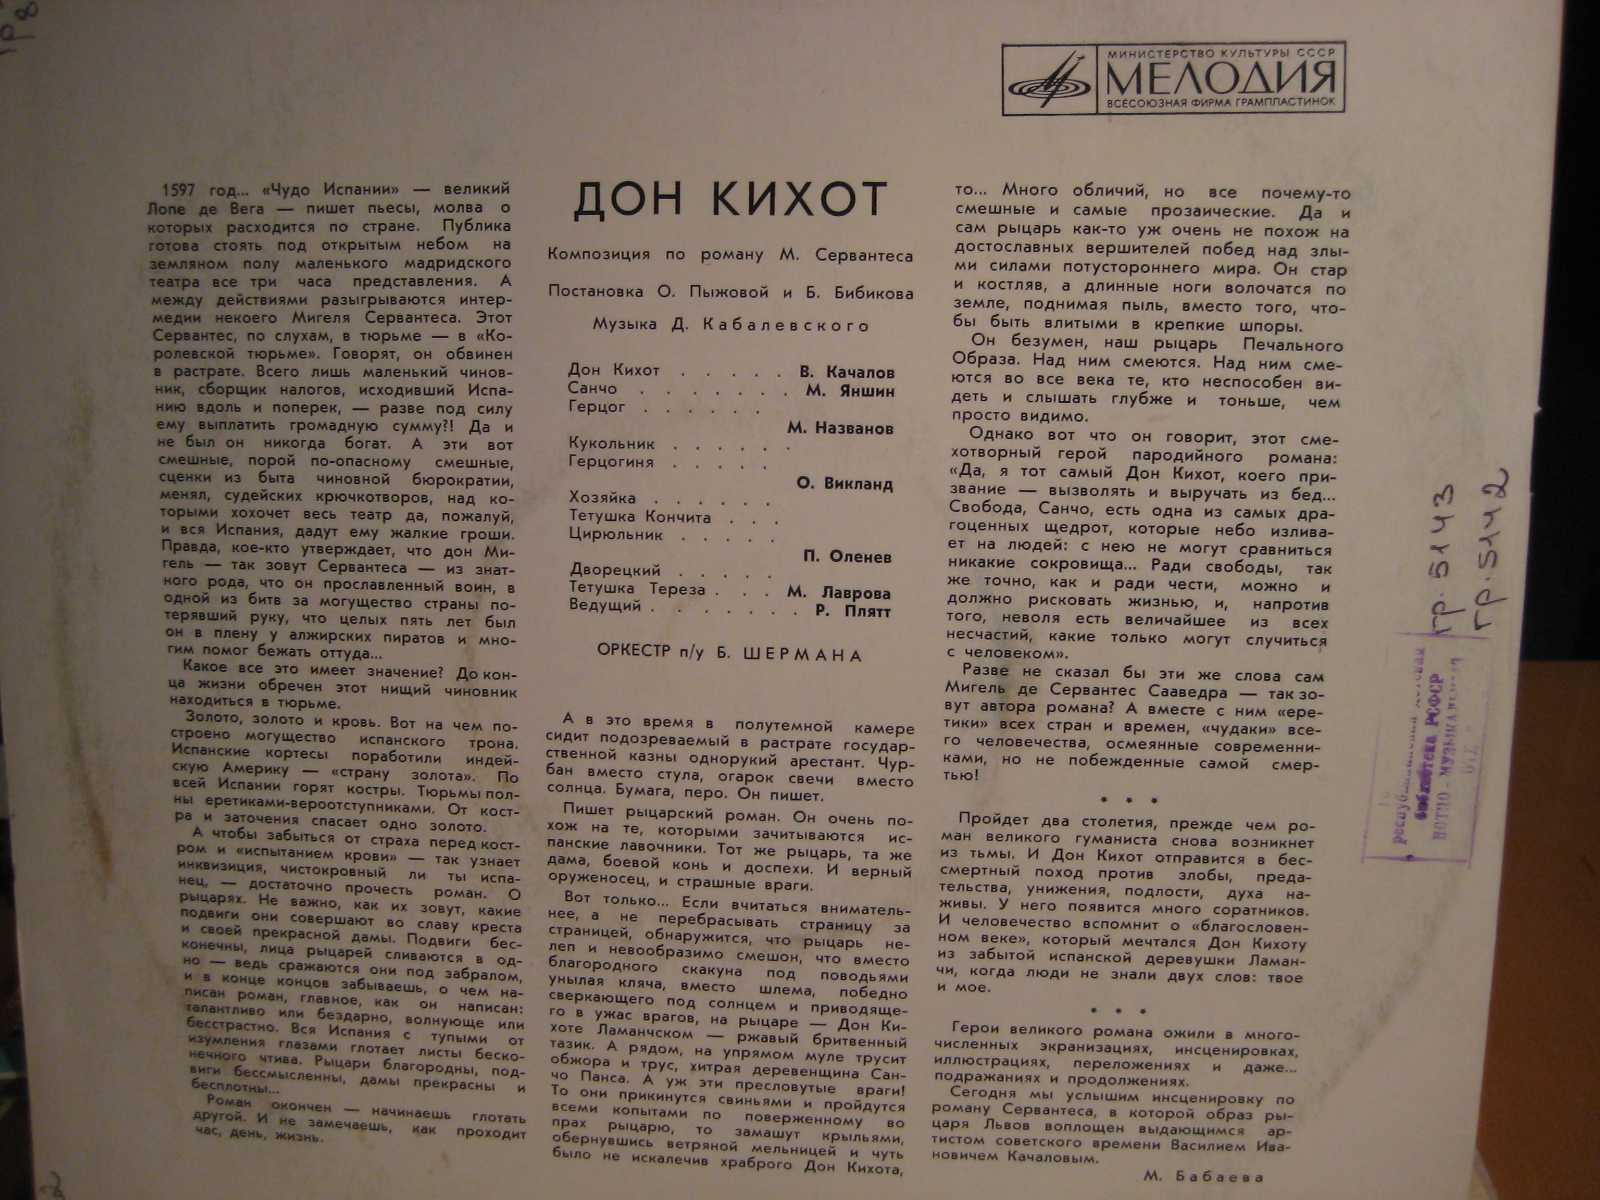 МИНИСТЕРСТВО КУЛЬТУРЫ СССР
МЕЛОДИЯ
ВСЕСОЮЗНАЯ ФИРМА ГРАМПЛАСТИНОК
1597 год... «Чудо Испании» — великий
Лопе де Вега — пишет пьесы, молва о
которых расходится по стране. Публика
готова стоять под открытым небом на
земляном полу маленького мадридского
театра все три часа представления. А
между действиями разыгрываются интер-
медии некоего Мигеля Сервантеса. Этот
Сервантес, по слухам, в тюрьме — в «Ко-
ролевской тюрьме». Говорят, он обвинен
в растрате. Всего лишь маленький чинов-
ник, сборщик налогов, исходивший Испа-
нию вдоль и поперек, — разве под силу
ему выплатить громадную сумму?! Да и
не был он никогда богат. А эти вот
смешные, порой по-опасному смешные,
сценки из быта чиновной бюрократии,
менял, судейских крючкотворов, над ко-
торыми хохочет весь театр да, пожалуй,
и вся Испания, дадут ему жалкие гроши.
Правда, кое-кто утверждает, что дон Ми-
гель — так зовут Сервантеса — из знат-
ного рода, что он прославленный воин, в
одной из битв за могущество страны по-
терявший руку, что целых пять лет был
он в плену у алжирских пиратов и мно-
гим помог бежать оттуда...
Какое все это имеет значение? До кон-
ца жизни обречен этот нищий чиновник
находиться в тюрьме.
Золото, золото и кровь. Вот на чем по-
строено могущество испанского трона.
Испанские кортесы поработили индей-
скую Америку — «страну золота». По
всей Испании горят костры. Тюрьмы пол-
ны еретиками-вероотступниками. От кост-
ра и заточения спасает одно золото.
А чтобы забыться от страха перед кост-
ром и «испытанием крови» — так узнает
инквизиция, чистокровный ли ты испа-
нец, — достаточно прочесть роман. О
рыцарях. Не важно, как их зовут, какие
подвиги они совершают во славу креста
и своей прекрасной дамы. Подвиги бес-
конечны, лица рыцарей сливаются в од-
но — ведь сражаются они под забралом,
и в конце концов забываешь, о чем на-
писан роман, главное, как он написан:
талантливо или бездарно, волнующе или
бесстрастно. Вся Испания с тупыми от
изумления глазами глотает листы беско-
нечного чтива. Рыцари благородны, под-
виги бессмысленны, дамы прекрасны и
бесплотны...
Роман окончен — начинаешь глотать
другой. И не замечаешь, как проходит
час, день, жизнь.
ДОН КИХОТ
Композиция по роману М. Сервантеса
Постановка О. Пыжовой и Б. Бибикова
Музыка Д. Кабалевского
Дон Кихот . . . . . В. Качалов
Санчо . . . . . . . М. Яншин
Герцог . . . . . .
М. Названов
Кукольник . . . . . .
Герцогиня . . . . .
О. Викланд
Хозяйка . . . . . .
Тетушка Кончита . . .
Цирюльник . . . . .
П. Оленев
Дворецкий . . . . .
Тетушка Тереза . . . М. Лаврова
Ведущий . . . . . . . Р. Плятт
ОРКЕСТР п/у Б. ШЕРМАНА
А в это время в полутемной камере
сидит подозреваемый в растрате государ-
ственной казны однорукий арестант. Чур-
бан вместо стула, огарок свечи вместо
солнца. Бумага, перо. Он пишет.
Пишет рыцарский роман. Он очень по-
хож на те, которыми зачитываются ис-
панские лавочники. Тот же рыцарь, та же
дама, боевой конь и доспехи. И верный
оруженосец, и страшные враги.
Вот только... Если вчитаться вниматель-
нее, а не перебрасывать страницу за
страницей, обнаружится, что рыцарь не-
леп и невообразимо смешон, что вместо
благородного скакуна под поводьями
унылая кляча, вместо шлема, победно
сверкающего под солнцем и приводяще-
го в ужас врагов, на рыцаре — Дон Ки-
хоте Ламанчском — ржавый бритвенный
тазик. А рядом, на упрямом муле трусит
обжора и трус, хитрая деревенщина Сан-
чо Панса. А уж эти пресловутые враги!
То они прикинутся свиньями и пройдутся
всеми копытами по поверженному во
прах рыцарю, то замашут крыльями,
обернувшись ветряной мельницей и чуть
было не искалечив храброго Дон Кихота,
то... Много обличий, но все почему-то
смешные и самые прозаические. Да и
сам рыцарь как-то уж очень не похож на
достославных вершителей побед над злы-
ми силами потустороннего мира. Он стар
и костляв, а длинные ноги волочатся по
земле, поднимая пыль, вместо того, что-
бы быть влитыми в крепкие шпоры.
Он безумен, наш рыцарь Печального
Образа. Над ним смеются. Над ним сме-
ются во все века те, кто неспособен ви-
деть и слышать глубже и тоньше, чем
просто видимо.
Однако вот что он говорит, этот сме-
хотворный герой пародийного романа:
«Да, я тот самый Дон Кихот, коего при-
звание — вызволять и выручать из бед...
Свобода, Санчо, есть одна из самых дра-
гоценных щедрот, которые небо излива-
ет на людей: с нею не могут сравниться
никакие сокровища... Ради свободы, так
же точно, как и ради чести, можно и
должно рисковать жизнью, и, напротив
того, неволя есть величайшее из всех
несчастий, какие только могут случиться
с человеком».
Разве не сказал бы эти же слова сам
Мигель де Сервантес Сааведра — так зо-
вут автора романа? А вместе с ним «ере-
тики» всех стран и времен, «чудаки» все-
го человечества, осмеянные современни-
ками, но не побежденные самой смер-
тью!
* * *
Пройдет два столетия, прежде чем ро-
ман великого гуманиста снова возникнет
из тьмы. И Дон Кихот отправится в бес-
смертный поход против злобы, преда-
тельства, унижения, подлости, духа на-
живы. У него появится много соратников.
И человечество вспомнит о «благословен-
ном веке», который мечтался Дон Кихоту
из забытой испанской деревушки Ламан-
чи, когда люди не знали двух слов: твое
и мое.
* * *
Герои великого романа ожили в много-
численных экранизациях, инсценировках,
иллюстрациях, переложениях и даже...
подражаниях и продолжениях.
Сегодня мы услышим инсценировку по
роману Сервантеса, в которой образ ры-
царя Львов воплощен выдающимся ар-
тистом советского времени Василием Ива-
новичем Качаловым.
М. Бабаева
гр. 5143
гр. 5142
библиотека РСФСР
НОТНО-